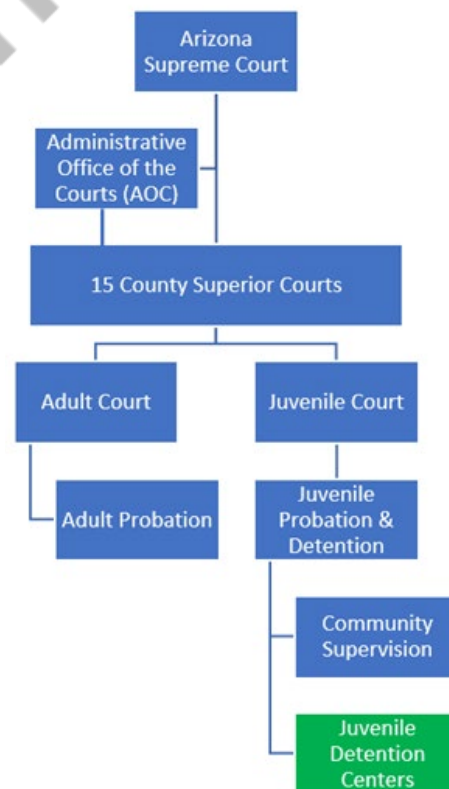 Arizona
Supreme Court
Administrative
Office of the
Courts (AOC)
15 County Superior Courts
Adult Court
Juvenile Court
Adult Probation
Juvenile
Probation &
Detention
Community
Supervision
Juvenile
Detention
Centers